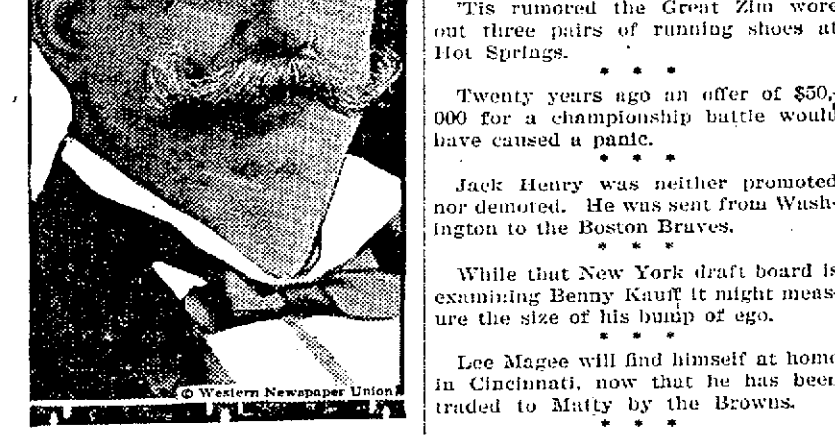 © Western Newspaper Union
'Tis rumored the Great Zim wore
out three pairs of running shoes at
Hot Springs.
* * *
Twenty years ago an offer of $50,-
000 for a championship battle would
have caused a panic.
* * *
Jack Henry was neither promoted
nor demoted. He was sent from Wash-
ington to the Boston Braves.
* * *
While that New York draft board is
examining Benny Kauff it might meas-
ure the size of his bump of ego.
* * *
Lee Magee will find himself at home
in Cincinnati, now that he has been
traded to Matty by the Browns.
* * *